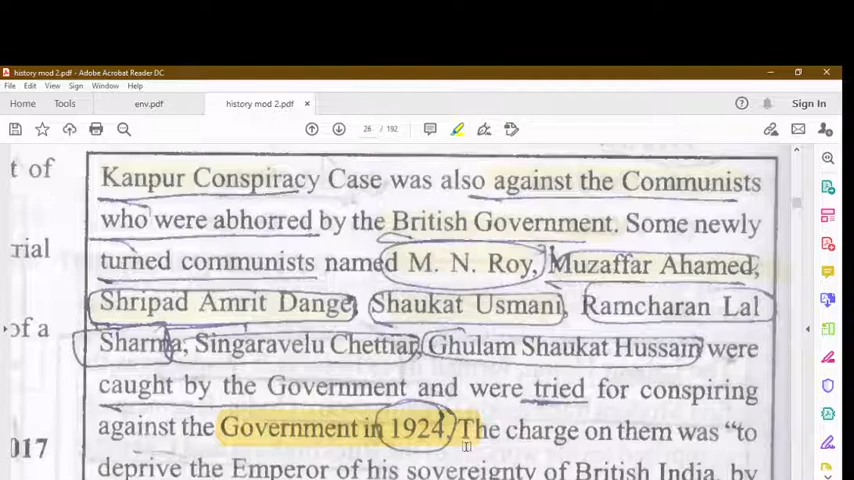 history mod 2.pdf - Adobe Acrobat Reader DC
File Edit View Sign Window Help
Home Tools env.pdf history mod 2.pdf × Sign In
26 / 192
t of
Kanpur Conspiracy Case was also against the Communists
who were abhorred by the British Government. Some newly
rial
turned communists named M. N. Roy, Muzaffar Ahamed,
Shripad Amrit Dange, Shaukat Usmani, Ramcharan Lal
of a
Sharma, Singaravelu Chettiar, Ghulam Shaukat Hussain were
caught by the Government and were tried for conspiring
against the Government in 1924, The charge on them was “to
017
deprive the Emperor of his sovereignty of British India, by